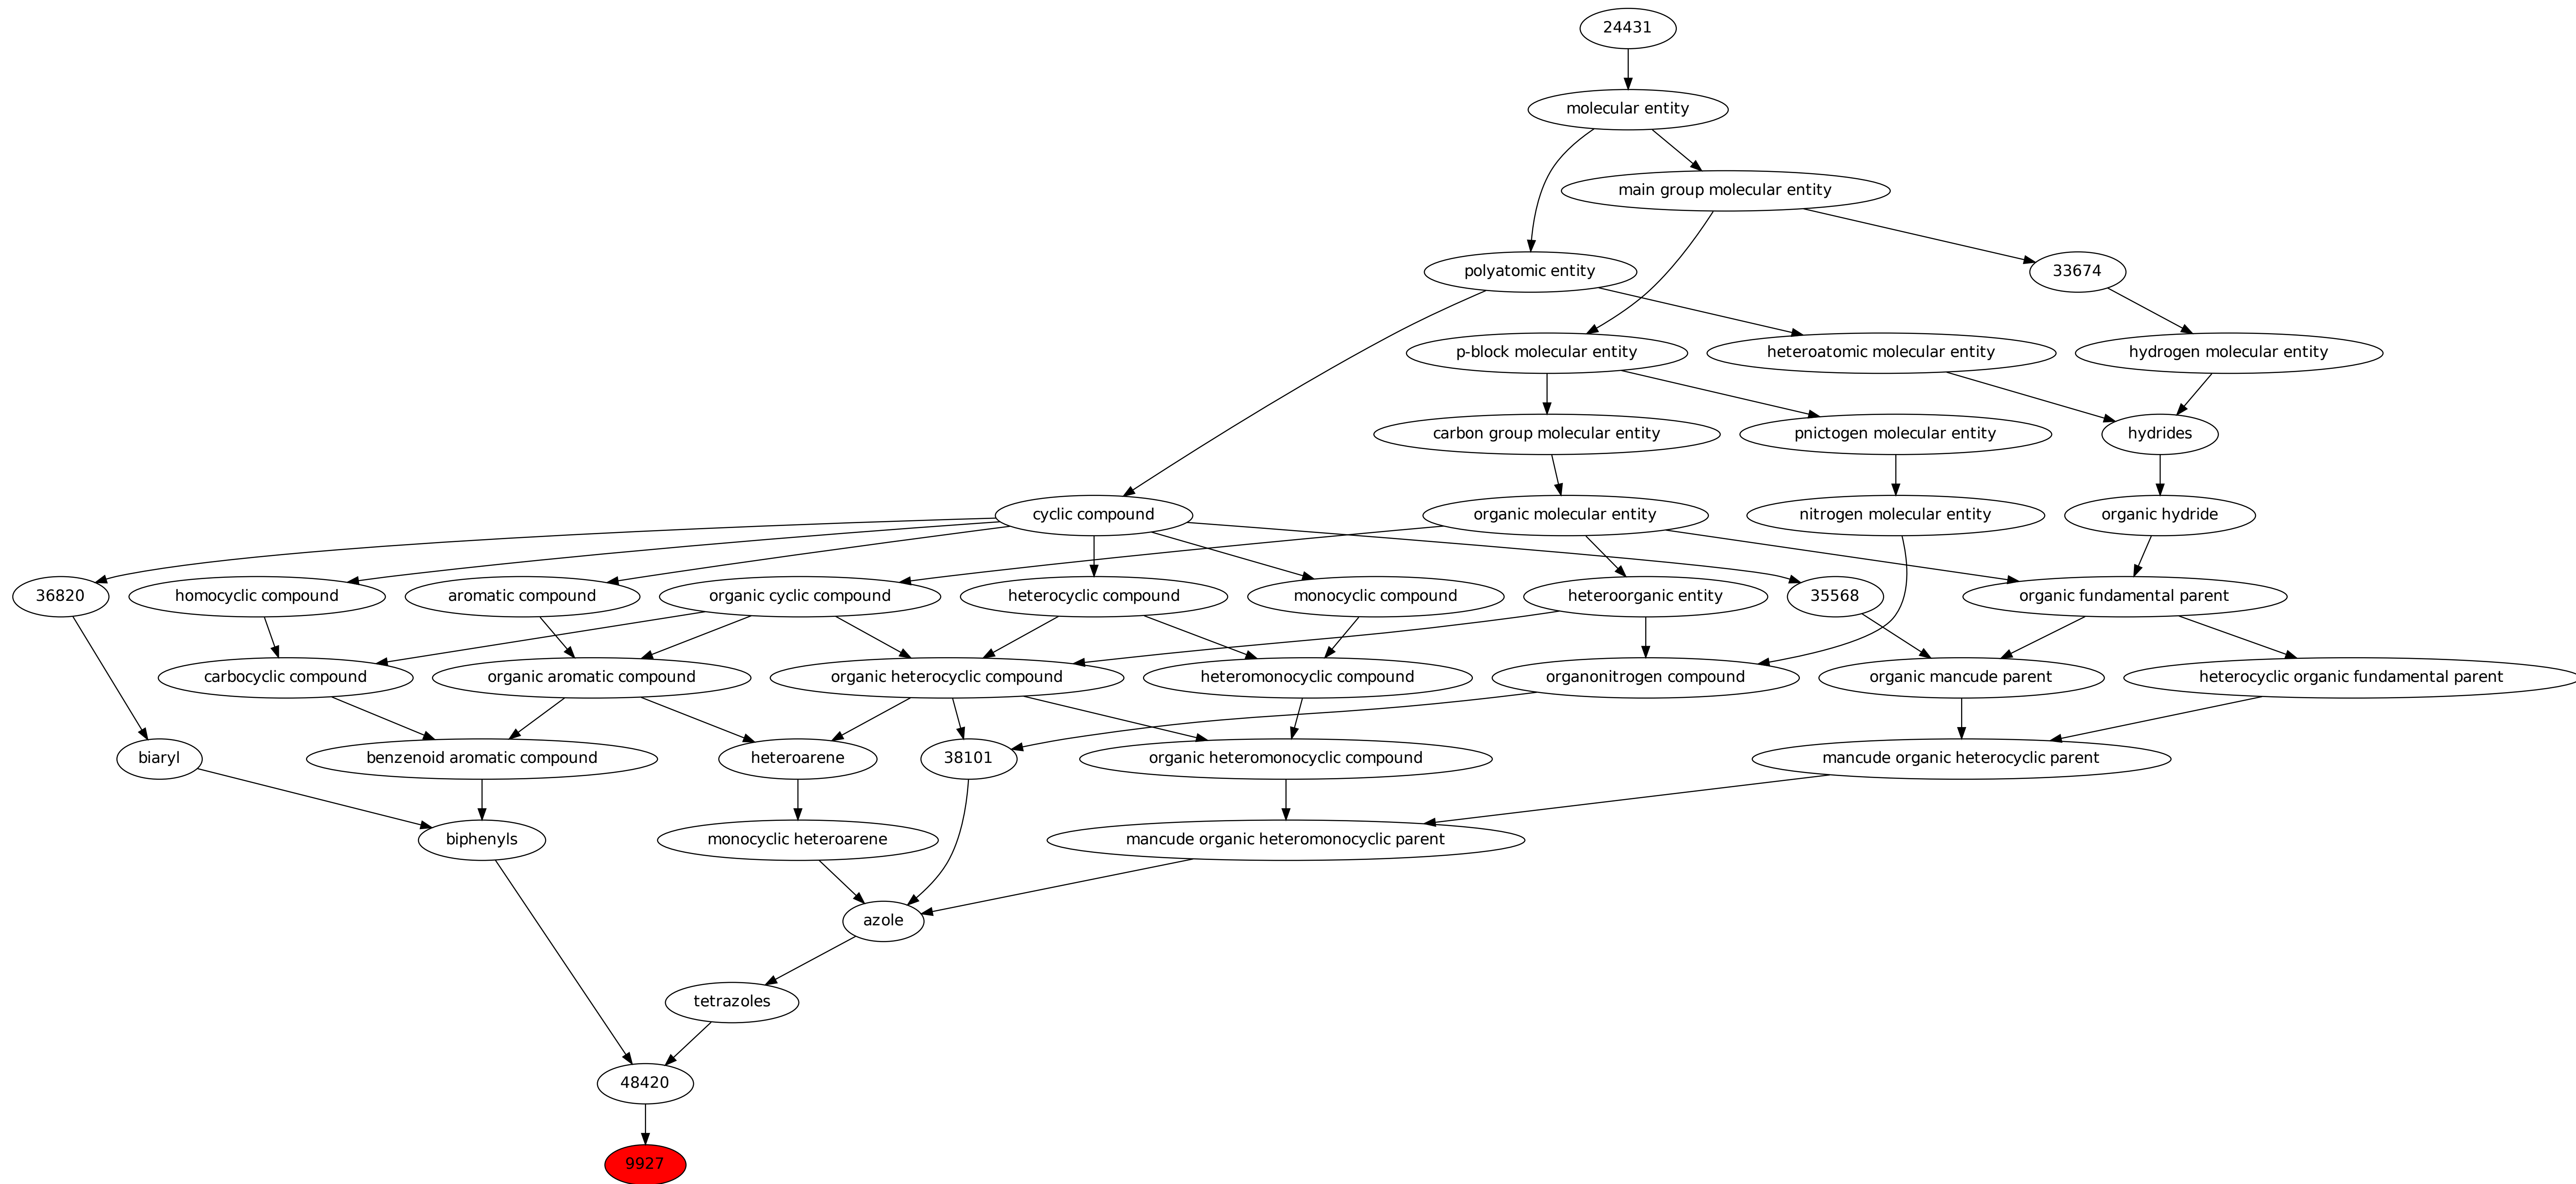 24431
molecular entity
main group molecular entity
polyatomic entity
33674
p-block molecular entity
heteroatomic molecular entity
hydrogen molecular entity
carbon group molecular entity
pnictogen molecular entity
hydrides
cyclic compound
organic molecular entity
nitrogen molecular entity
organic hydride
36820
homocyclic compound
aromatic compound
organic cyclic compound
heterocyclic compound
monocyclic compound
heteroorganic entity
35568
organic fundamental parent
carbocyclic compound
organic aromatic compound
organic heterocyclic compound
heteromonocyclic compound
organonitrogen compound
organic mancude parent
heterocyclic organic fundamental parent
biaryl
benzenoid aromatic compound
heteroarene
38101
organic heteromonocyclic compound
mancude organic heterocyclic parent
biphenyls
monocyclic heteroarene
mancude organic heteromonocyclic parent
azole
tetrazoles
48420
9927